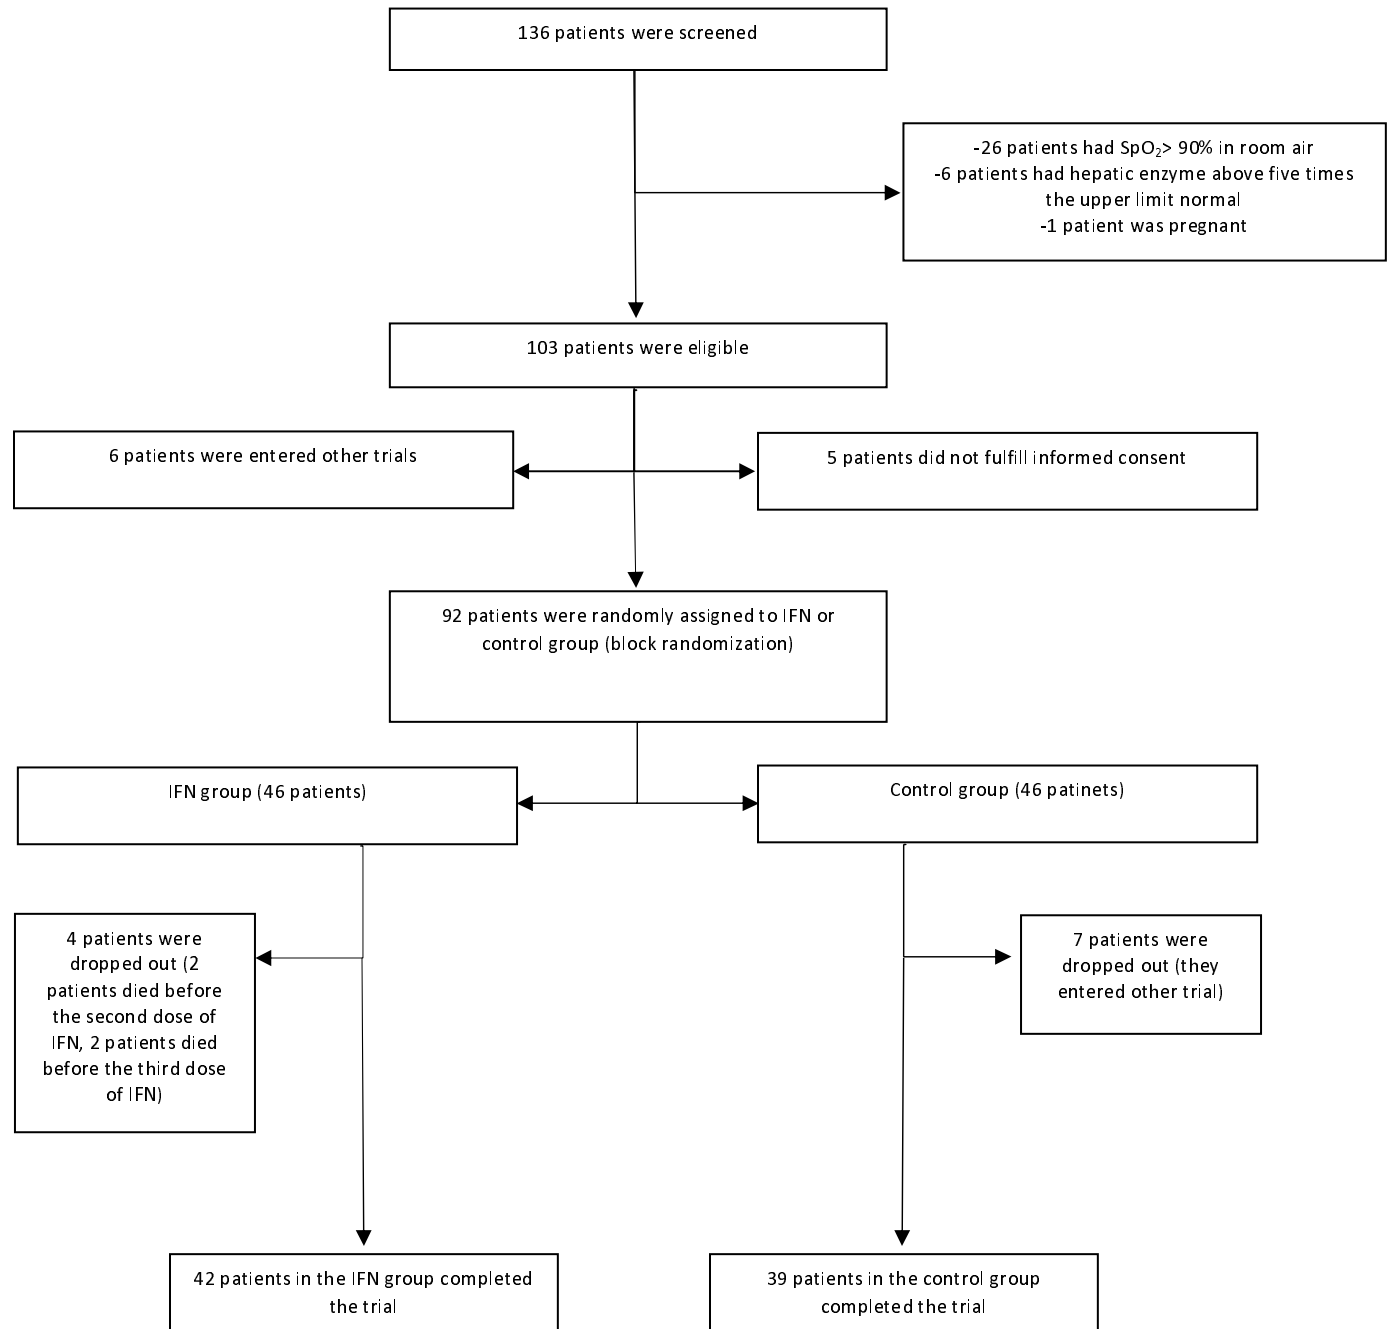 136 patients were screened
-26 patients had SpO₂> 90% in room air
-6 patients had hepatic enzyme above five times
the upper limit normal
-1 patient was pregnant
103 patients were eligible
6 patients were entered other trials
5 patients did not fulfill informed consent
92 patients were randomly assigned to IFN or
control group (block randomization)
IFN group (46 patients)
Control group (46 patinets)
4 patients were
dropped out (2
patients died before
the second dose of
IFN, 2 patients died
before the third dose
of IFN)
7 patients were
dropped out (they
entered other trial)
42 patients in the IFN group completed
the trial
39 patients in the control group
completed the trial